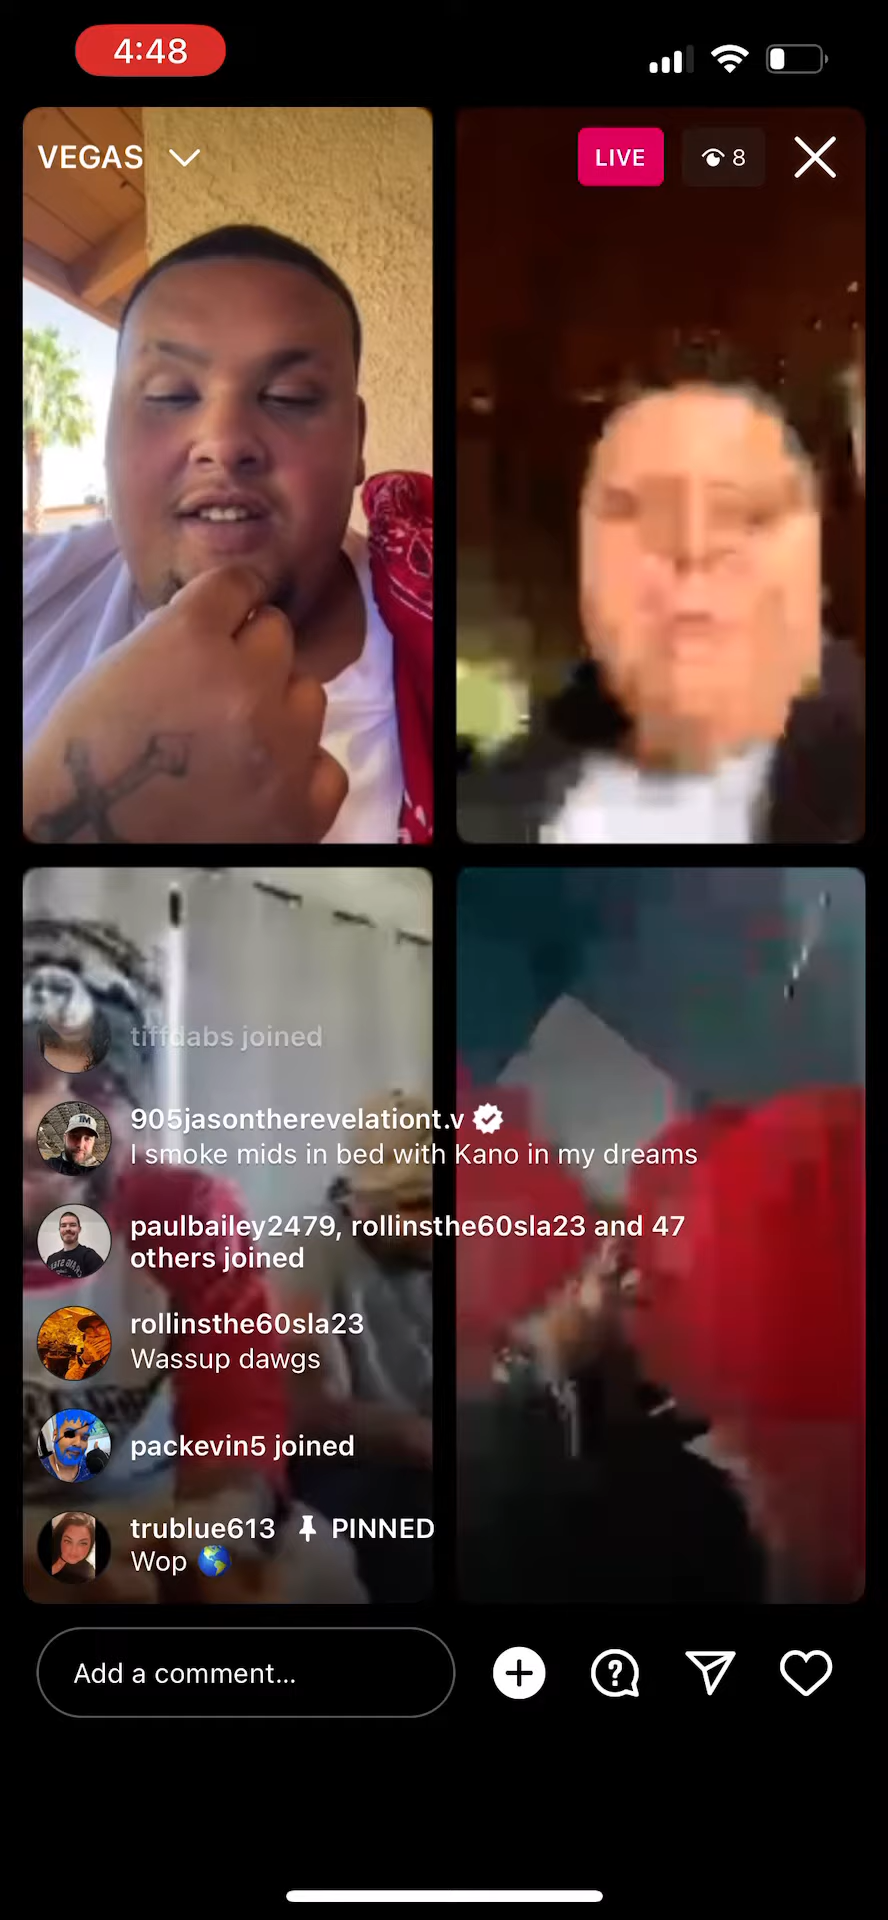 4:48
VEGAS
LIVE
8
tiffdabs joined
905jasontherevelationt.v
I smoke mids in bed with Kano in my dreams
paulbailey2479, rollinsthe60sla23 and 47
others joined
rollinsthe60sla23
Wassup dawgs
packevin5 joined
trublue613 PINNED
Wop 🌎
Add a comment...